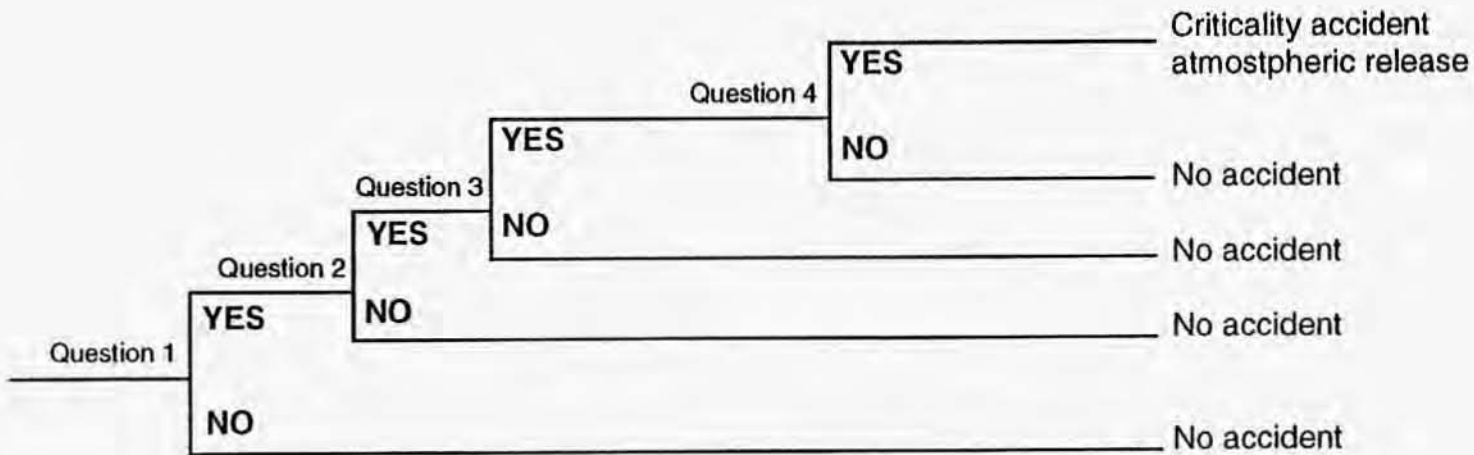 Criticality accident
atmostpheric release
YES
Question 4
YES
NO
No accident
Question 3
YES
NO
No accident
Question 2
YES
NO
No accident
Question 1
NO
No accident
YES